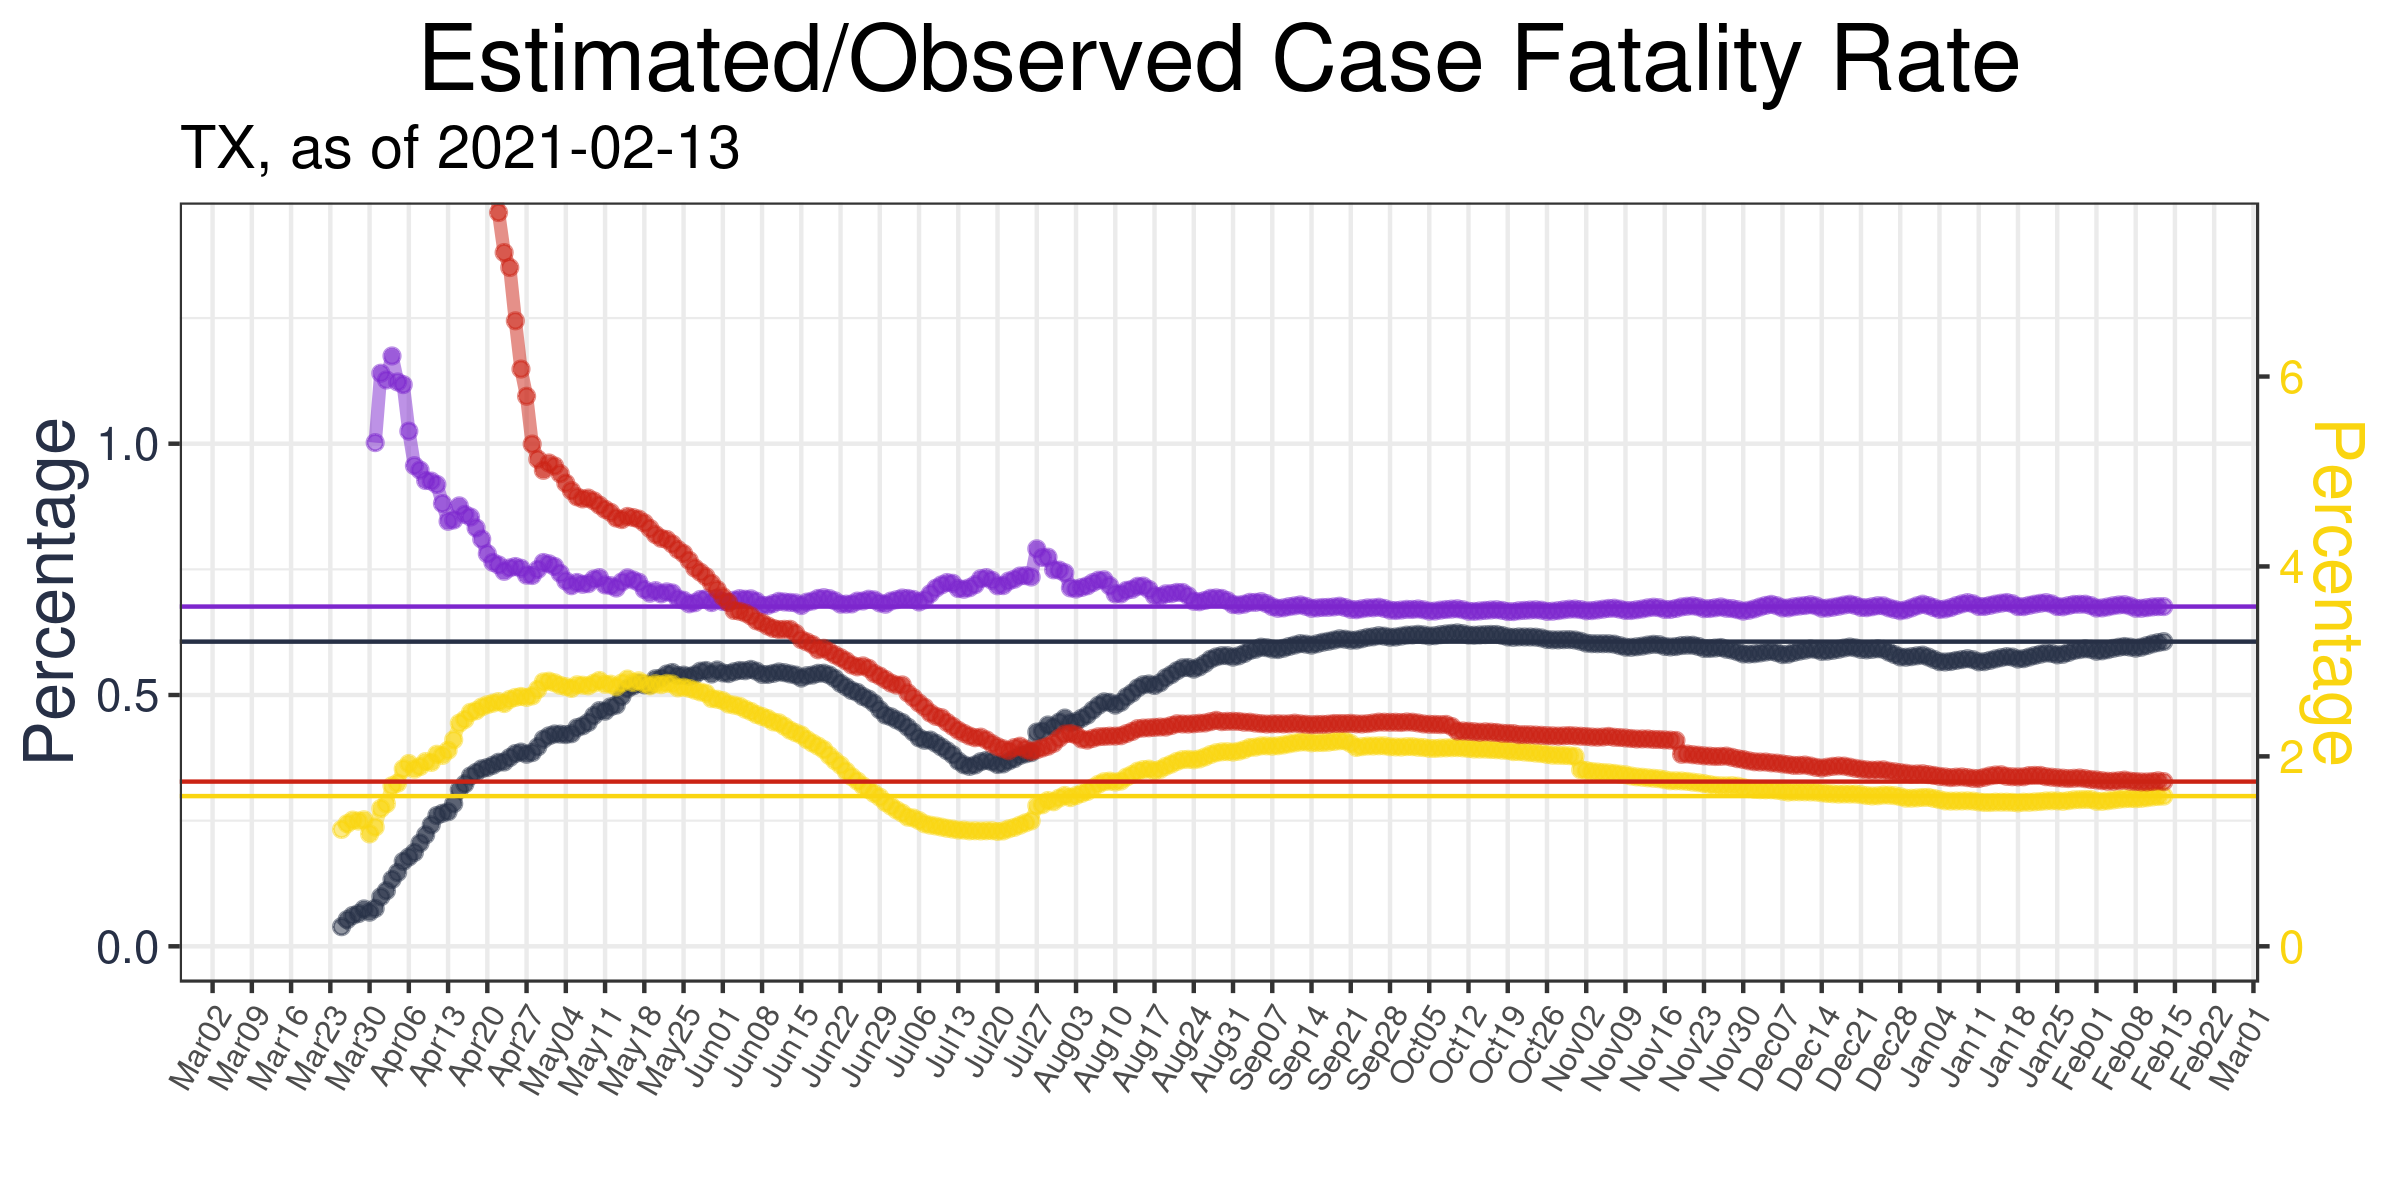 Estimated/Observed Case Fatality Rate
TX, as of 2021-02-13
Percentage
1.0
0.5
0.0
6
4
2
0
Percentage
Mar02 Mar09 Mar16 Mar23 Mar30 Apr06 Apr13 Apr20 Apr27 May04 May11 May18 May25 Jun01 Jun08 Jun15 Jun22 Jun29 Jul06 Jul13 Jul20 Jul27 Aug03 Aug10 Aug17 Aug24 Aug31 Sep07 Sep14 Sep21 Sep28 Oct05 Oct12 Oct19 Oct26 Nov02 Nov09 Nov16 Nov23 Nov30 Dec07 Dec14 Dec21 Dec28 Jan04 Jan11 Jan18 Jan25 Feb01 Feb08 Feb15 Feb22 Mar01